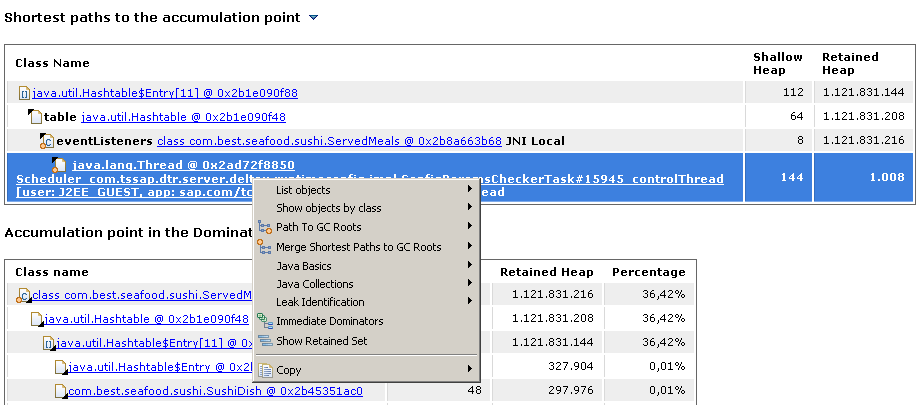 Shortest paths to the accumulation point
Class Name Shallow Heap Retained Heap
java.util.Hashtable$Entry[11] @ 0x2b1e090f88 112 1.121.831.144
table java.util.Hashtable @ 0x2b1e090f48 64 1.121.831.208
eventListeners class com.best.seafood.sushi.ServedMeals @ 0x2b8a663b68 JNI Local 8 1.121.831.216
java.lang.Thread @ 0x2ad72f8850
Scheduler_com.tssap.dtr.server.deltav.runtimeconfig.impl.ConfigParamsCheckerTask#15945_controlThread 144 1.008
[user: J2EE_GUEST, app: sap.com/tc
List objects
Show objects by class
Path To GC Roots
Merge Shortest Paths to GC Roots
Java Basics
Java Collections
Leak Identification
Immediate Dominators
Show Retained Set
Copy
Accumulation point in the Dominat
Class name Retained Heap Percentage
class com.best.seafood.sushi.ServedM 1.121.831.216 36,42%
java.util.Hashtable @ 0x2b1e090f48 1.121.831.208 36,42%
java.util.Hashtable$Entry[11] @ 0x 1.121.831.144 36,42%
java.util.Hashtable$Entry @ 0x2 327.904 0,01%
com.best.seafood.sushi.SushiDish @ 0x2b45351ac0 48 297.976 0,01%